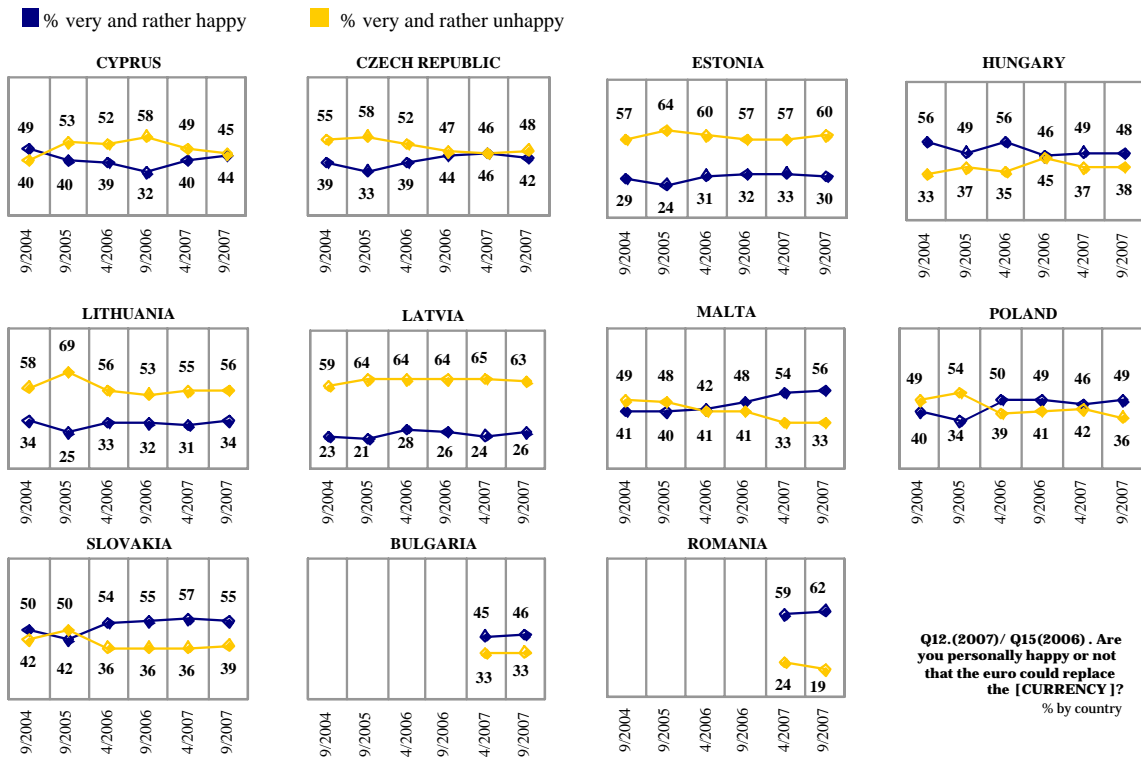 % very and rather happy % very and rather unhappy
CYPRUS CZECH REPUBLIC ESTONIA HUNGARY
49 53 52 58 49 45
40 40 39 32 40 44
55 58 52 47 46 48
39 33 39 44 46 42
57 64 60 57 57 60
29 24 31 32 33 30
56 49 56 46 49 48
33 37 35 45 37 38
9/2004 9/2005 4/2006 9/2006 4/2007 9/2007
9/2004 9/2005 4/2006 9/2006 4/2007 9/2007
9/2004 9/2005 4/2006 9/2006 4/2007 9/2007
9/2004 9/2005 4/2006 9/2006 4/2007 9/2007
LITHUANIA LATVIA MALTA POLAND
58 69 56 53 55 56
34 25 33 32 31 34
59 64 64 64 65 63
23 21 28 26 24 26
49 48 42 48 54 56
41 40 41 41 33 33
49 54 50 49 46 49
40 34 39 41 42 36
9/2004 9/2005 4/2006 9/2006 4/2007 9/2007
9/2004 9/2005 4/2006 9/2006 4/2007 9/2007
9/2004 9/2005 4/2006 9/2006 4/2007 9/2007
9/2004 9/2005 4/2006 9/2006 4/2007 9/2007
SLOVAKIA BULGARIA ROMANIA
50 50 54 55 57 55
42 42 36 36 36 39
45 46
33 33
59 62
24 19
9/2004 9/2005 4/2006 9/2006 4/2007 9/2007
9/2004 9/2005 4/2006 9/2006 4/2007 9/2007
9/2004 9/2005 4/2006 9/2006 4/2007 9/2007
Q12.(2007)/ Q15(2006) . Are
you personally happy or not
that the euro could replace
the [CURRENCY]?
% by country